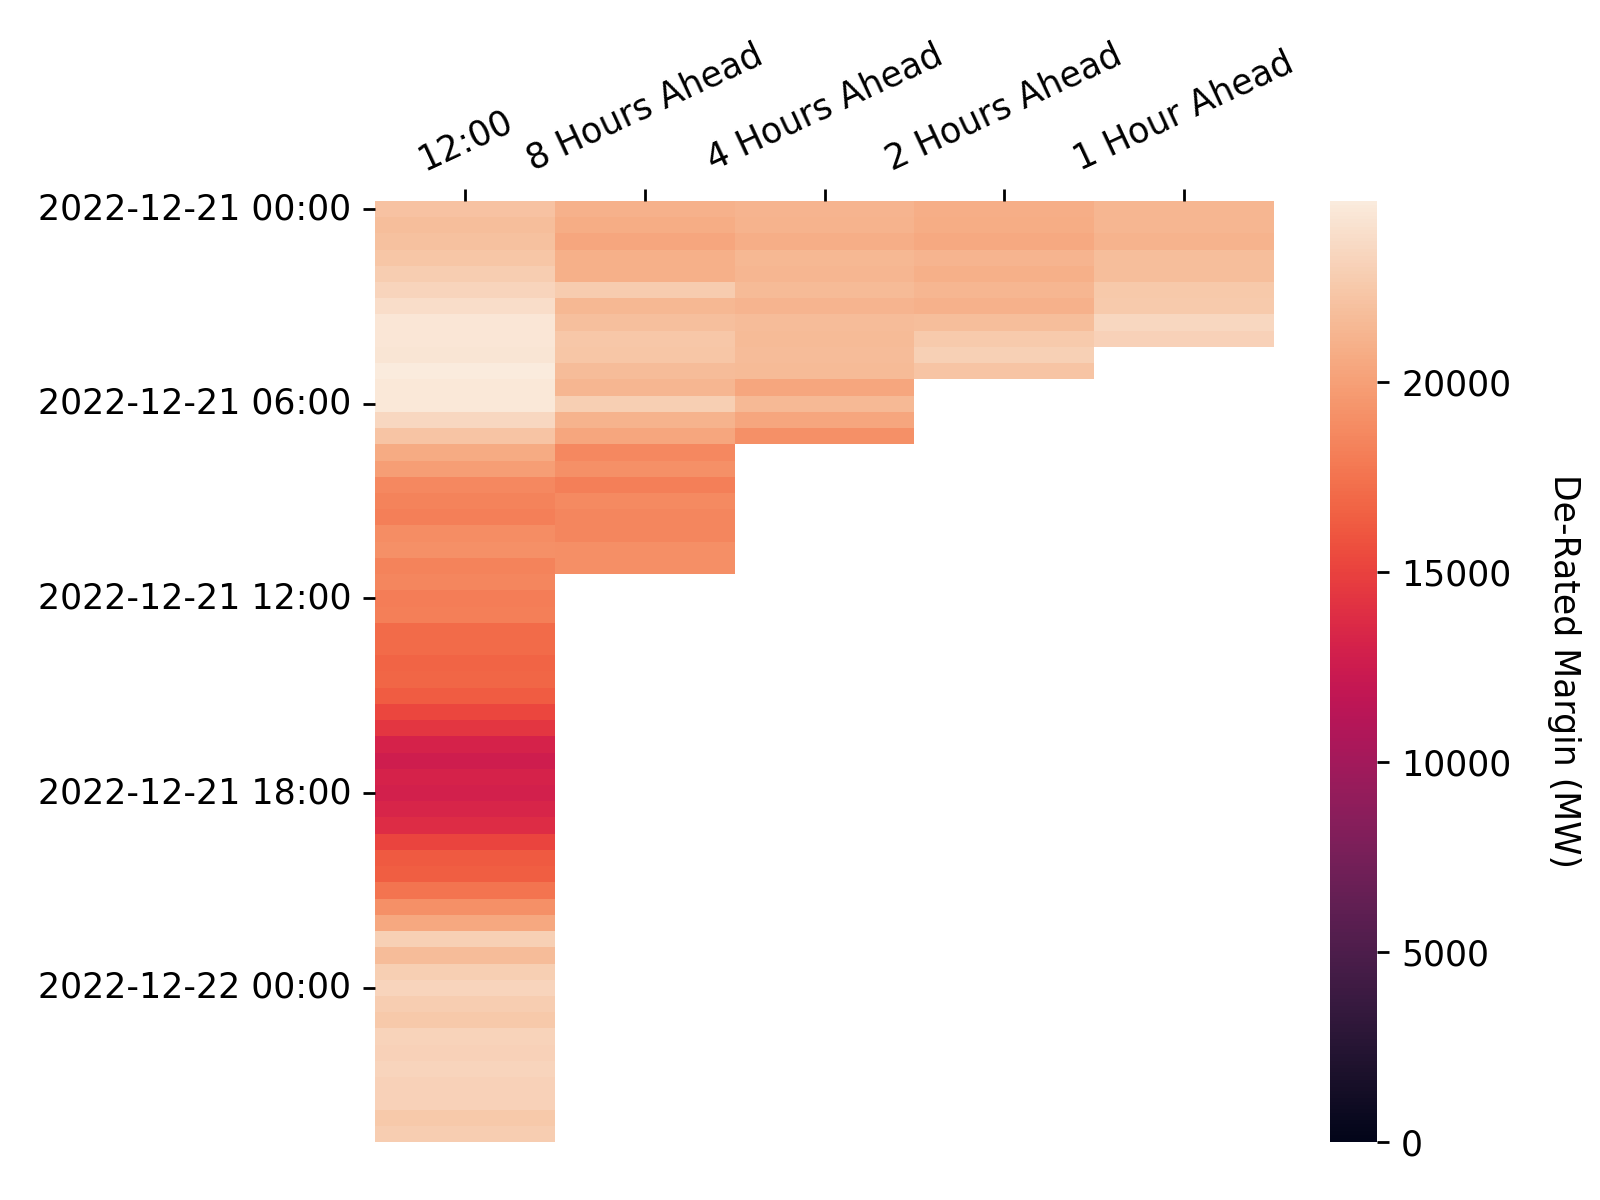 12:00
8 Hours Ahead
4 Hours Ahead
2 Hours Ahead
1 Hour Ahead
2022-12-21 00:00
2022-12-21 06:00
2022-12-21 12:00
2022-12-21 18:00
2022-12-22 00:00
20000
15000
10000
5000
0
De-Rated Margin (MW)